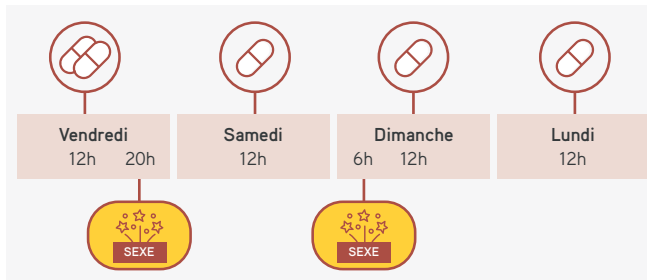 Vendredi
12h 20h
Samedi
12h
Dimanche
6h 12h
Lundi
12h
SEXE
SEXE